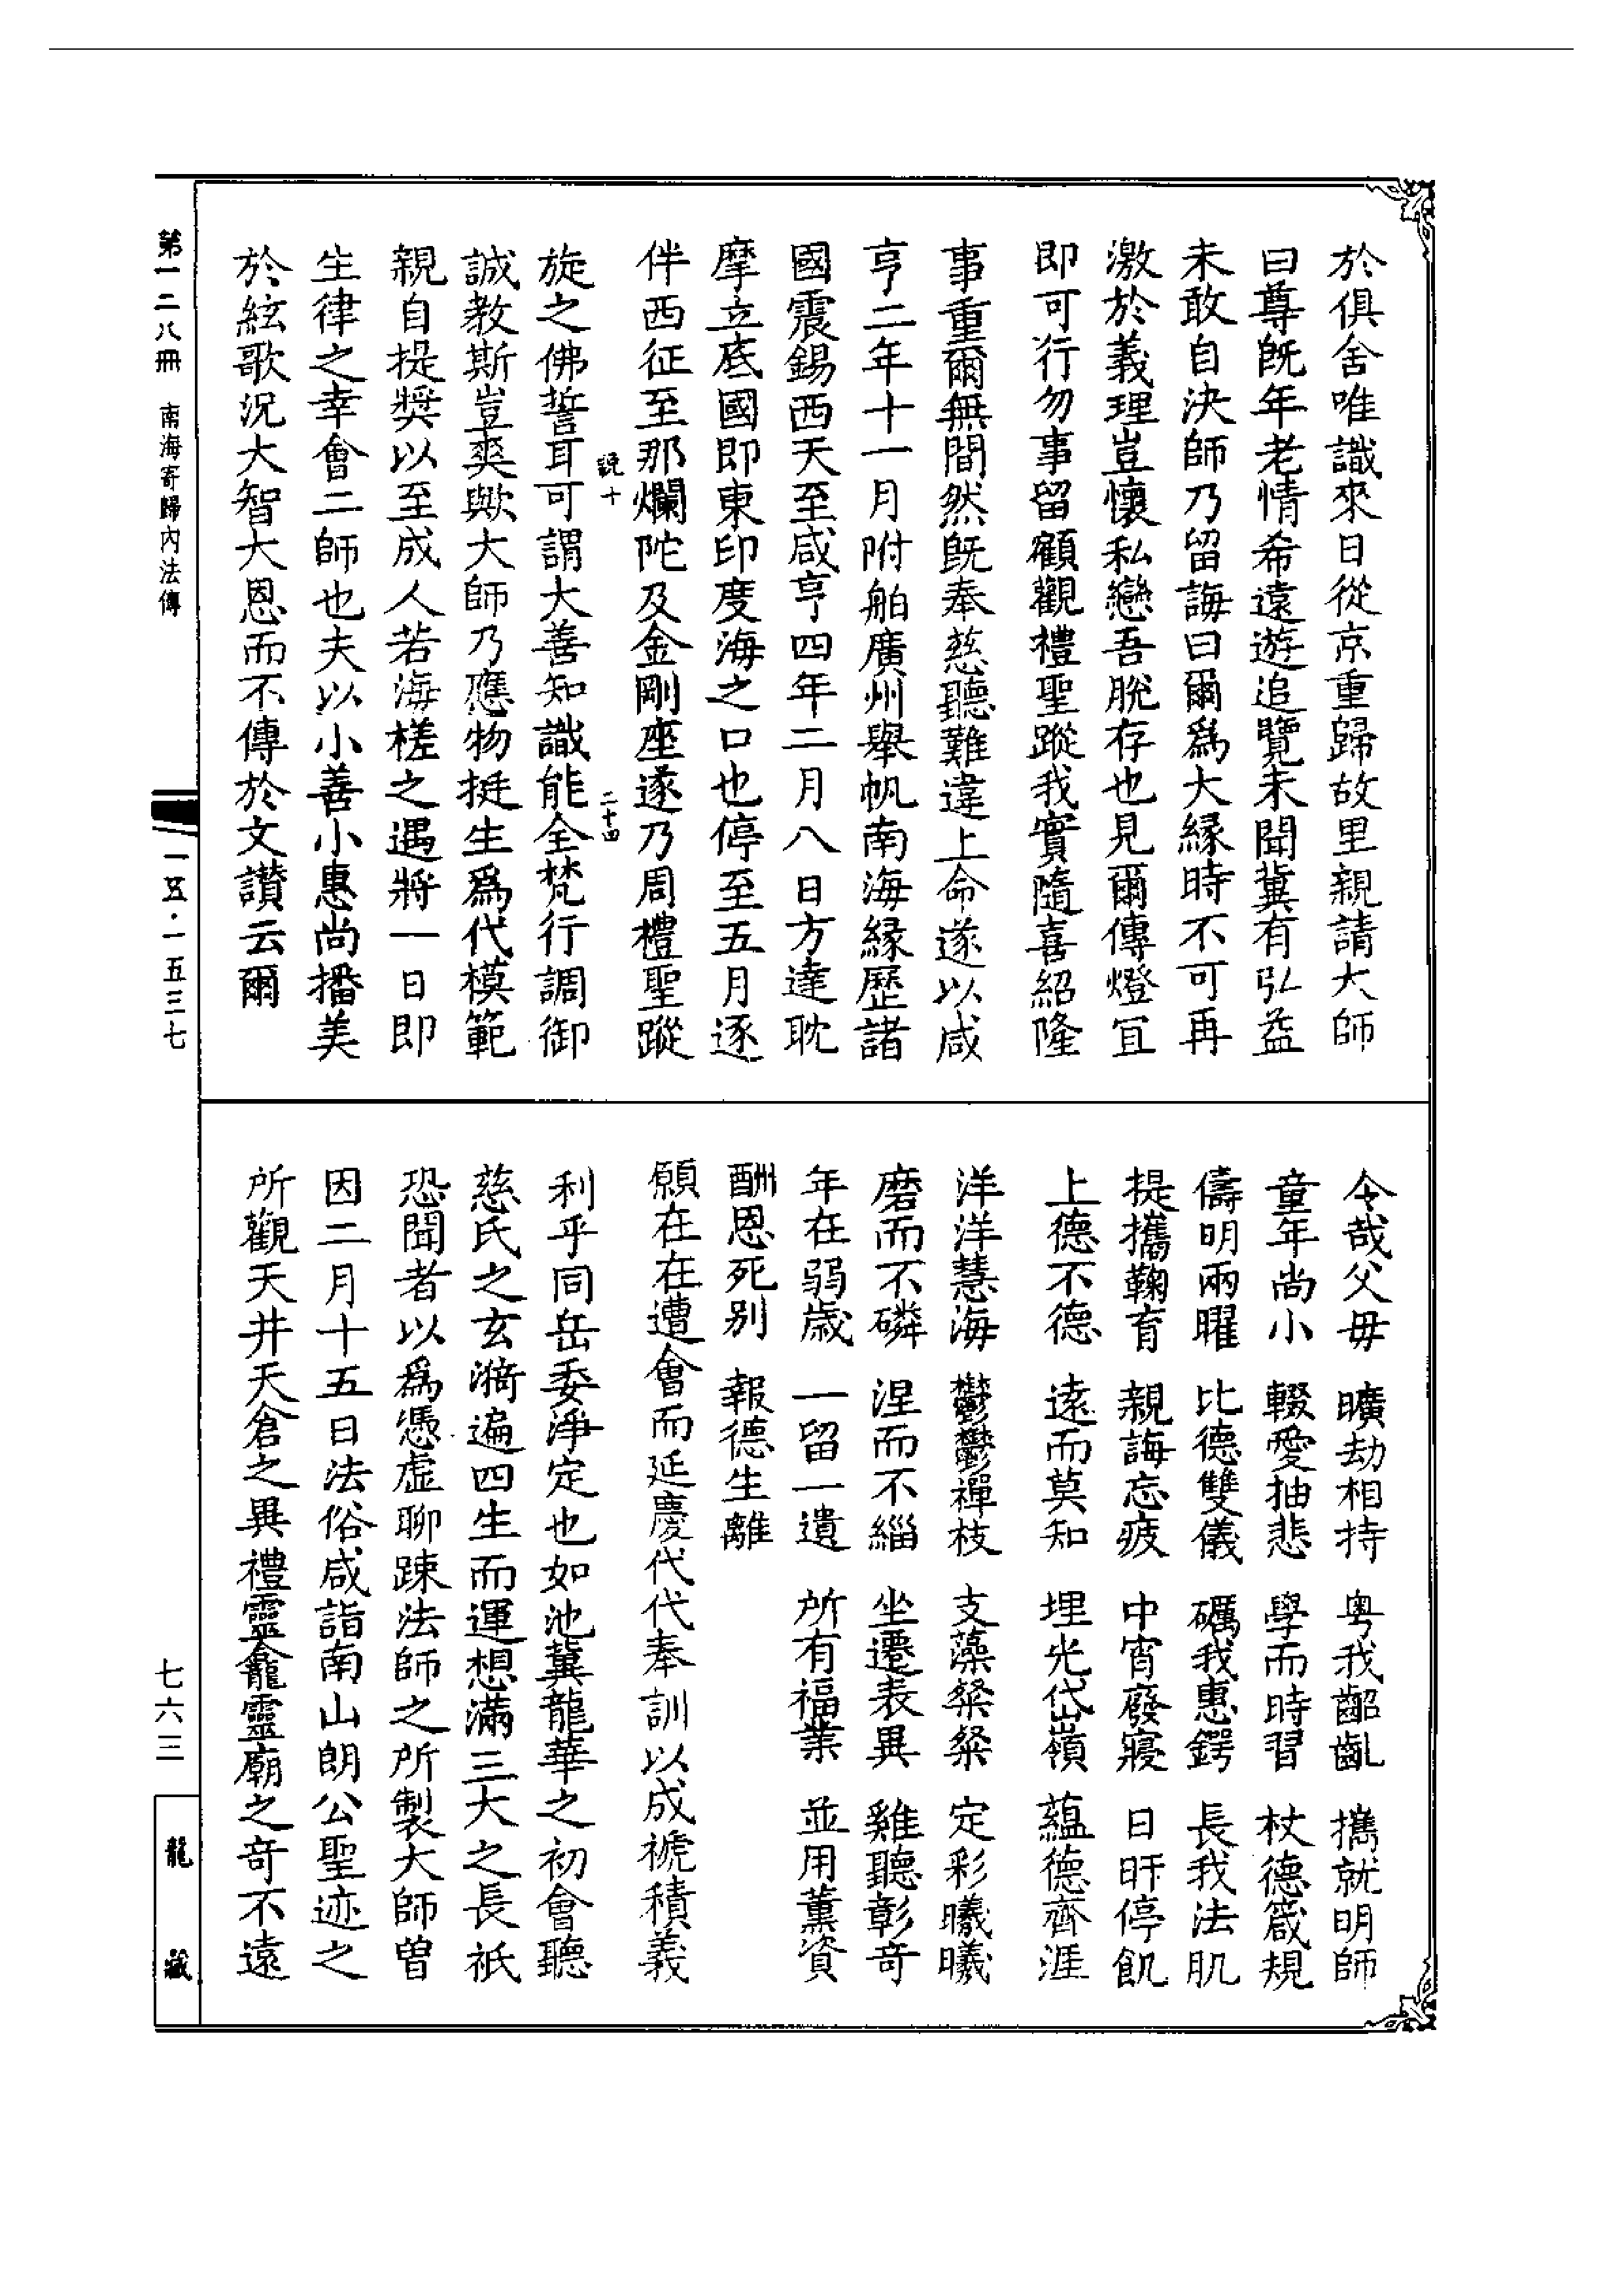 於俱舍唯識來日從京重歸故里親請大師
曰尊既年老情希遠遊追覽未聞冀有弘益
未敢自決師乃留誨曰爾為大緣時不可再
激於義理豈懷私戀吾脫存也見爾傳燈宜
即可行勿事留顧觀禮聖蹤我實隨喜紹隆
事重爾無間然既奉慈聽難違上命遂以咸
亨二年十一月附舶廣州舉帆南海緣歷諸
國震錫西天至咸亨四年二月八日方達耽
摩立底國即東印度海之口也停至五月逐
伴西征至那爛陀及金剛座遂乃周禮聖蹤
説十
二十四
旋之佛誓耳可謂大善知識能全梵行調御
誠教斯豈爽歟大師乃應物挺生為代模範
親自提獎以至成人若海槎之遇將一日即
生律之幸會二師也夫以小善小惠尚播美
於絃歌況大智大恩而不傳於文讚云爾
令哉父毋 曠劫相持 粵我齠齔 攜就明師
童年尚小 輟愛抽悲 學而時習 杖德箴規
儔明兩曜 比德雙儀 礪我惠鍔 長我法肌
提攜鞠育 親誨忘疲 中宵廢寢 日旰停飢
上德不德 遠而莫知 埋光岱嶺 蘊德齊涯
洋洋慧海 鬱鬱禪枝 支藻粲粲 定彩曦曦
磨而不磷 涅而不緇 坐遷表異 雞聽彰奇
年在弱歲 一留一遺 所有福業 並用薰資
酬恩死別 報德生離
願在在遭會而延慶代代奉訓以成褫積義
利乎同岳委淨定也如池冀龍華之初會聽
慈氏之玄漪遍四生而運想滿三大之長祇
恐聞者以為憑虛聊踈法師之所製大師曽
因二月十五日法俗咸詣南山朗公聖迹之
所觀天井天倉之異禮靈龕靈廟之奇不遠
第一二八冊 南海寄歸內法傳
一五·一五三七
七六三
龍藏